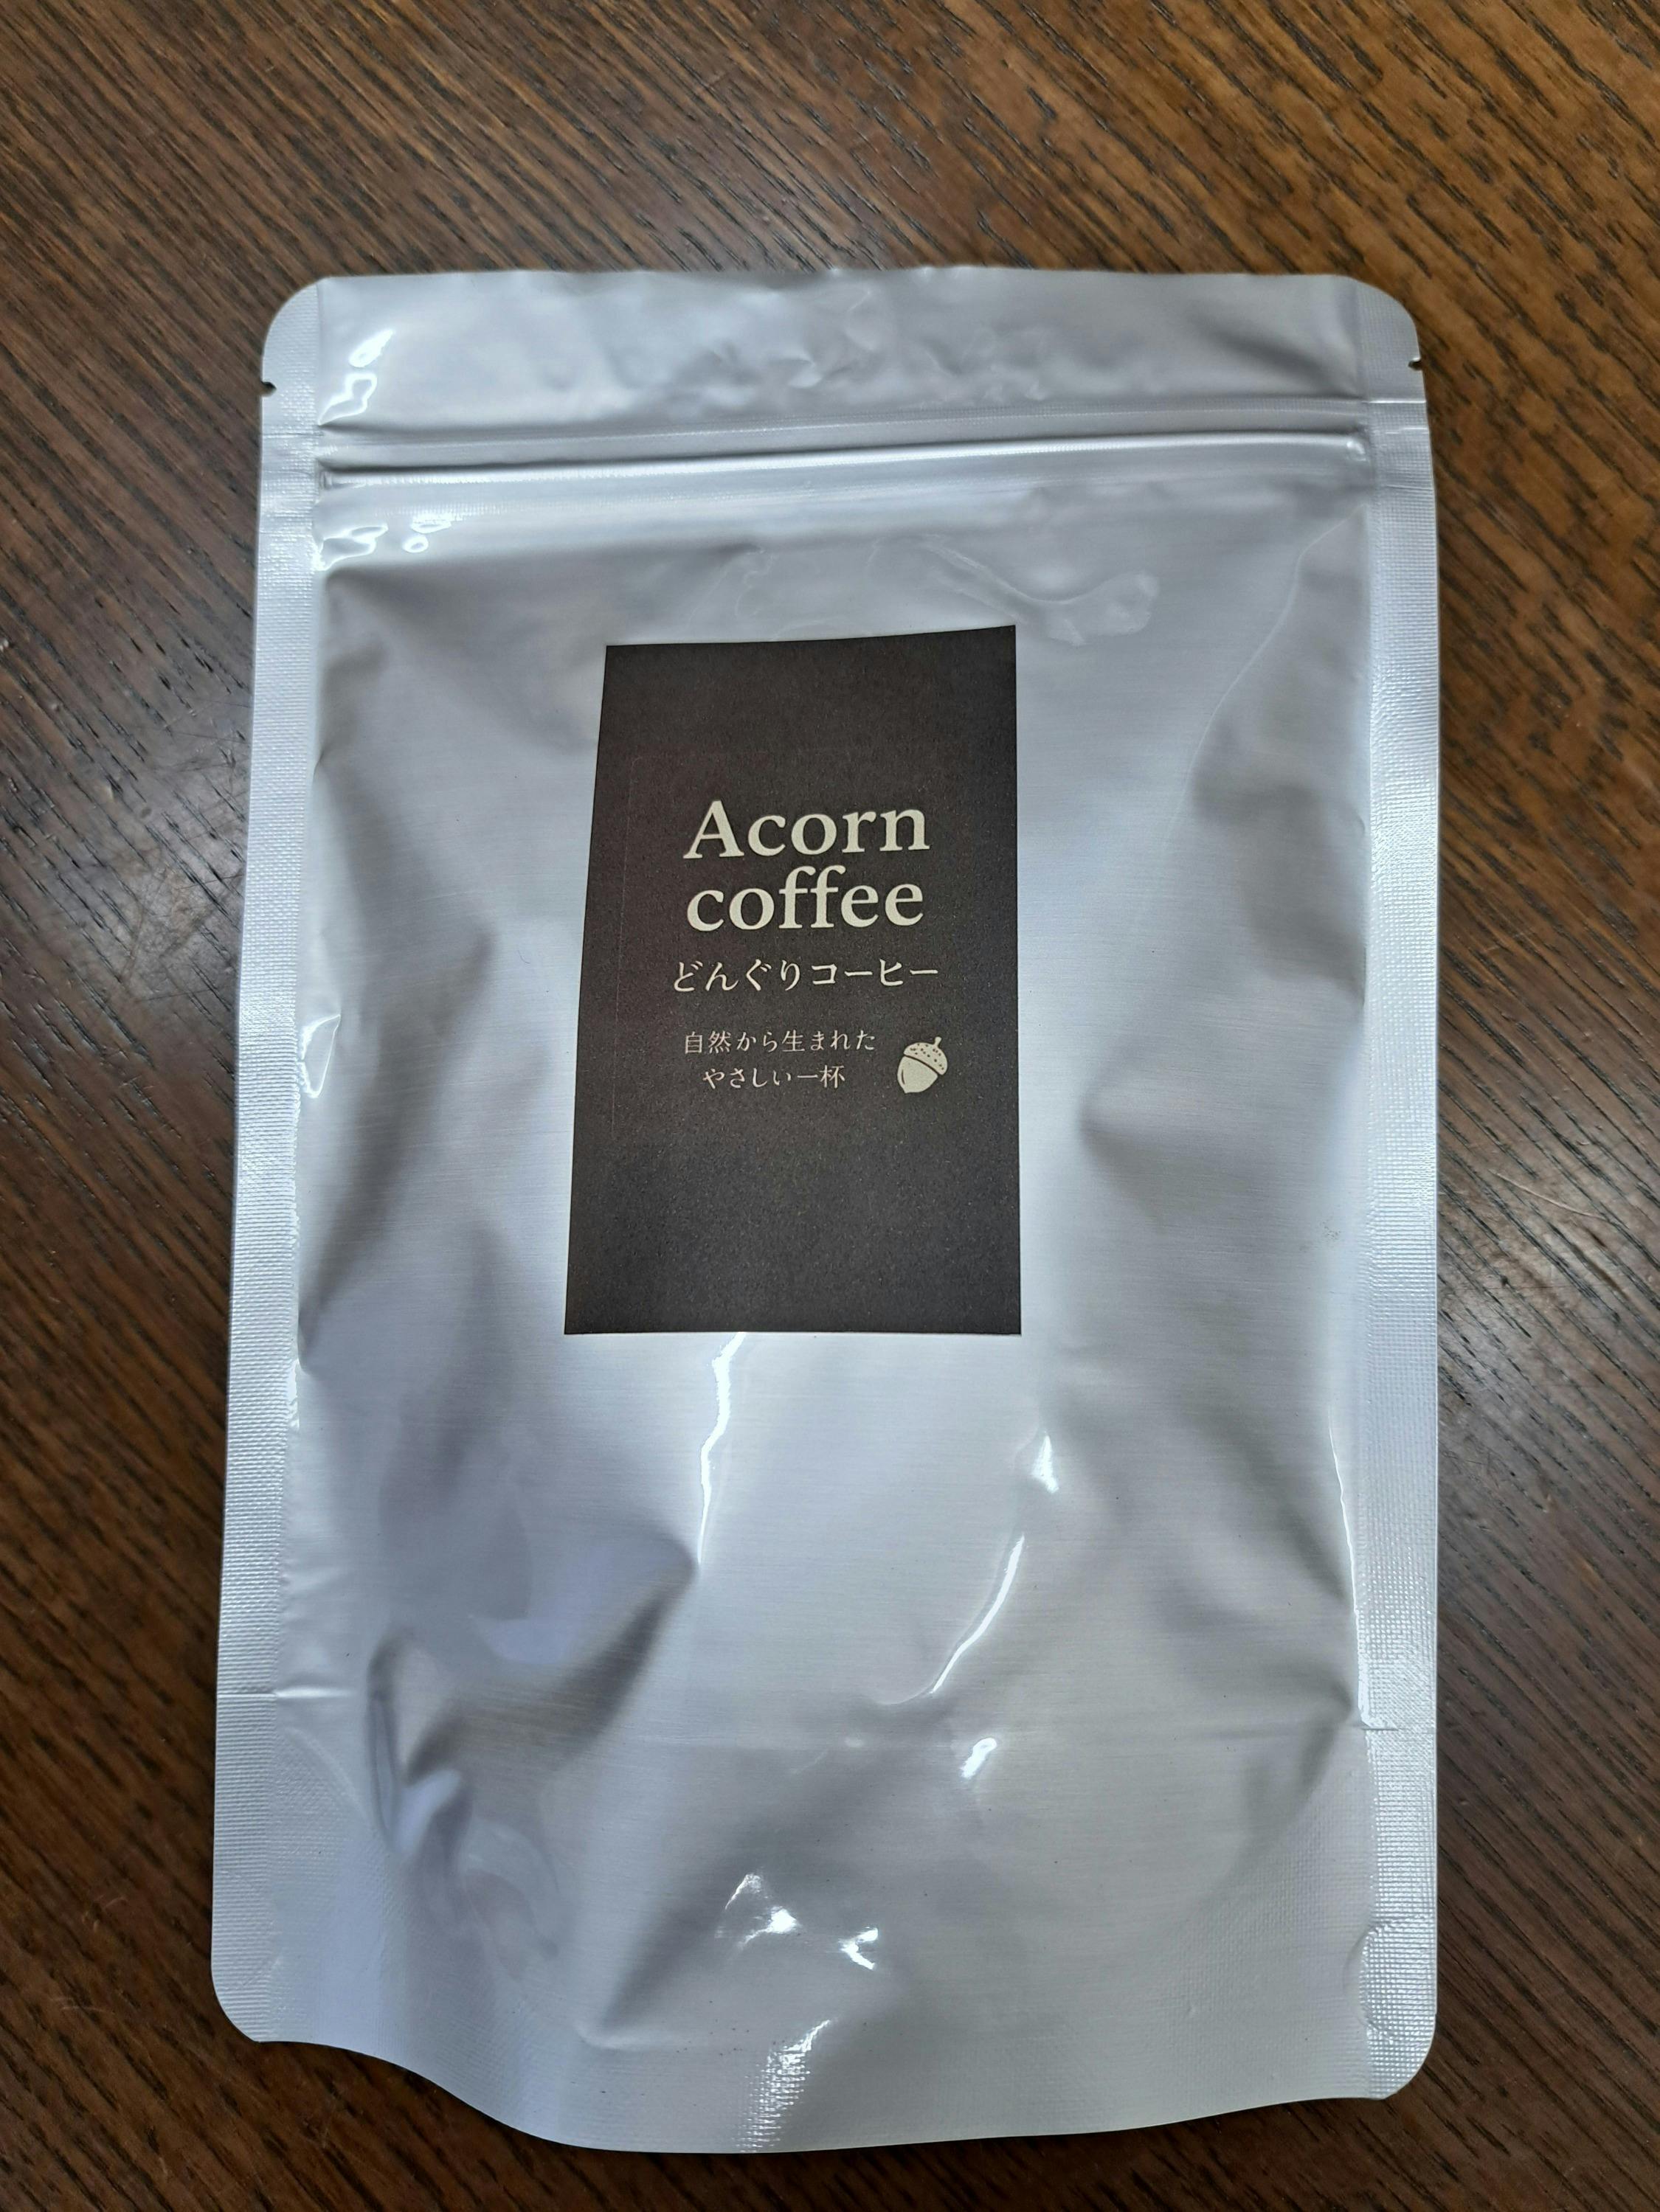 Acorn
coffee
どんぐりコーヒー
自然から生まれた
やさしい一杯